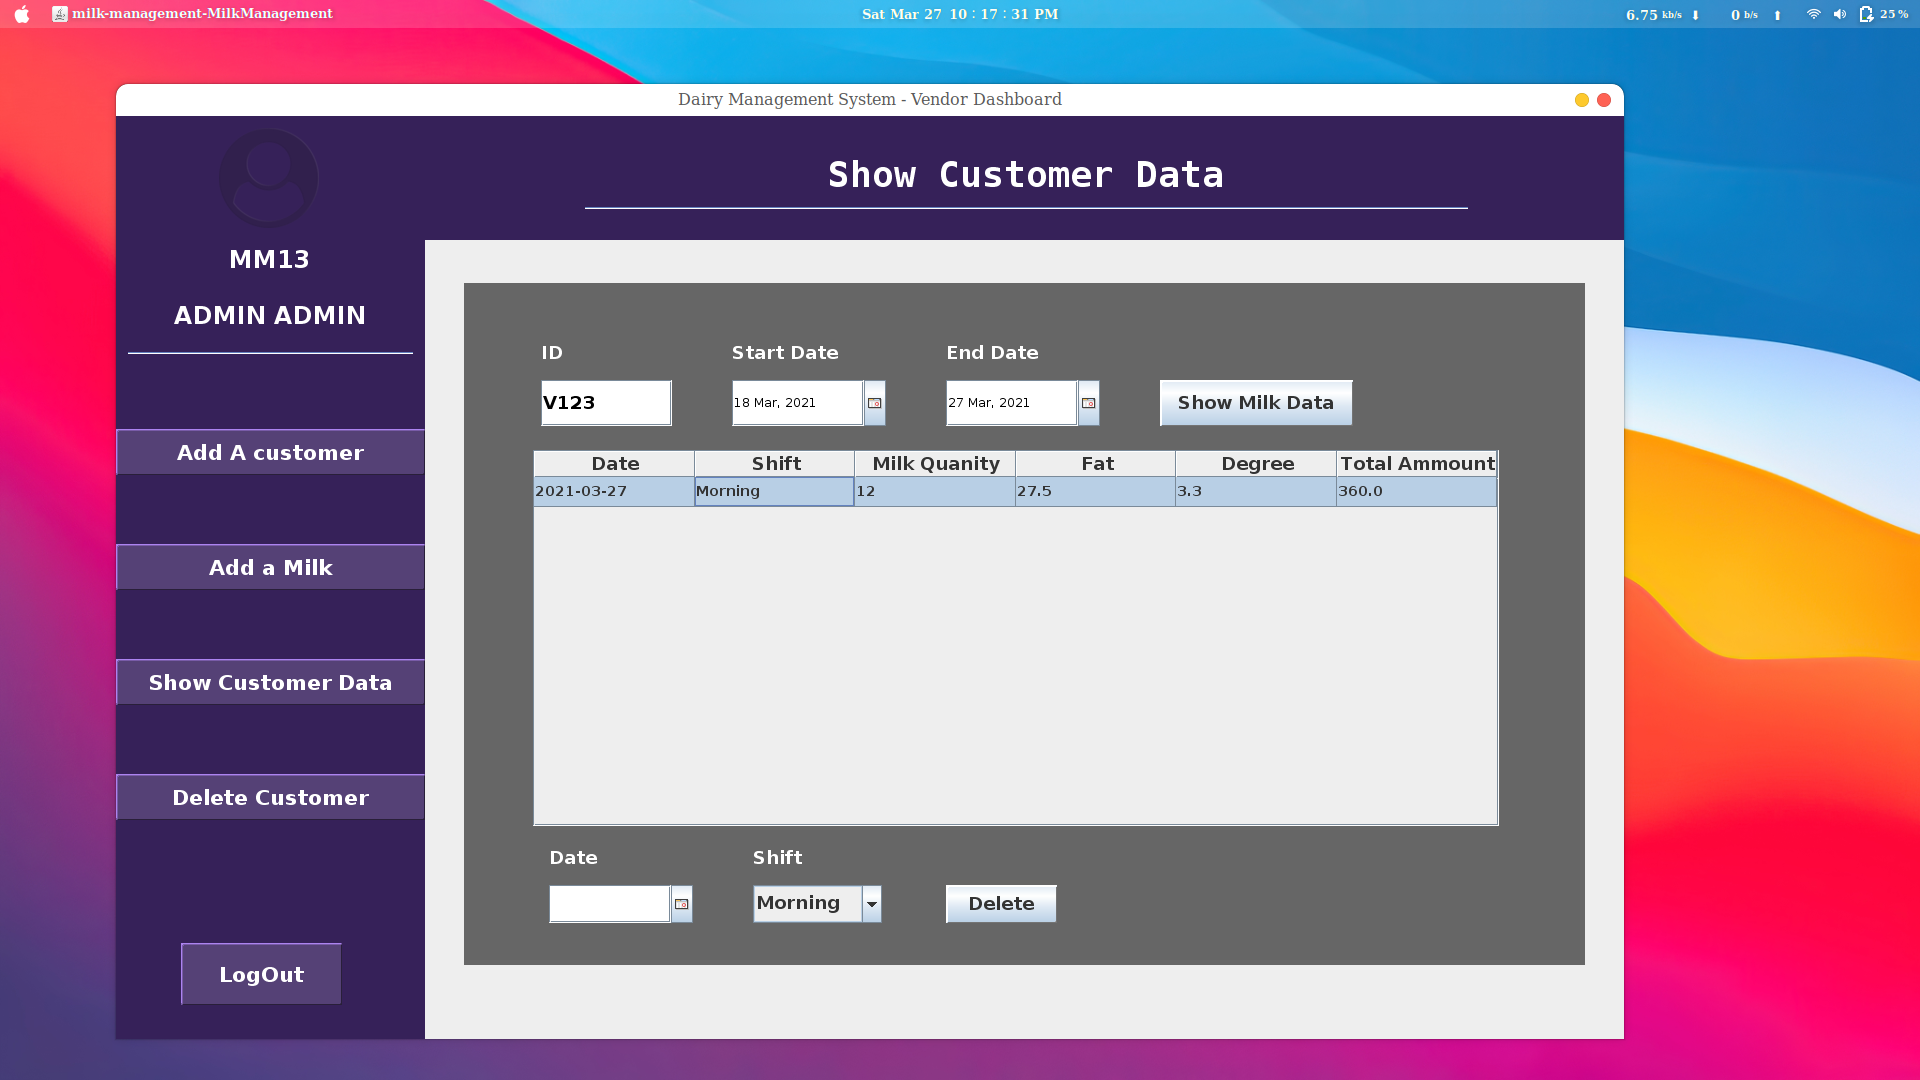 milk-management-MilkManagement
Sat Mar 27 10 : 17 : 31 PM
6.75 kb/s 0 b/s 25 %
Dairy Management System - Vendor Dashboard
MM13
ADMIN ADMIN
Add A customer
Add a Milk
Show Customer Data
Delete Customer
LogOut
Show Customer Data
ID Start Date End Date
V123 18 Mar, 2021 27 Mar, 2021 Show Milk Data
Date Shift Milk Quanity Fat Degree Total Ammount
2021-03-27 Morning 12 27.5 3.3 360.0
Date Shift
Morning Delete